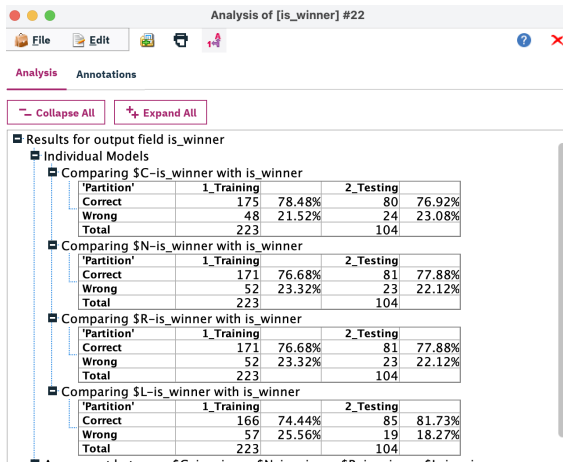 Analysis of [is_winner] #22
File Edit
Analysis Annotations
Collapse All Expand All
Results for output field is_winner
Individual Models
Comparing $C-is_winner with is_winner
'Partition' 1_Training 2_Testing
Correct 175 78.48% 80 76.92%
Wrong 48 21.52% 24 23.08%
Total 223 104
Comparing $N-is_winner with is_winner
'Partition' 1_Training 2_Testing
Correct 171 76.68% 81 77.88%
Wrong 52 23.32% 23 22.12%
Total 223 104
Comparing $R-is_winner with is_winner
'Partition' 1_Training 2_Testing
Correct 171 76.68% 81 77.88%
Wrong 52 23.32% 23 22.12%
Total 223 104
Comparing $L-is_winner with is_winner
'Partition' 1_Training 2_Testing
Correct 166 74.44% 85 81.73%
Wrong 57 25.56% 19 18.27%
Total 223 104